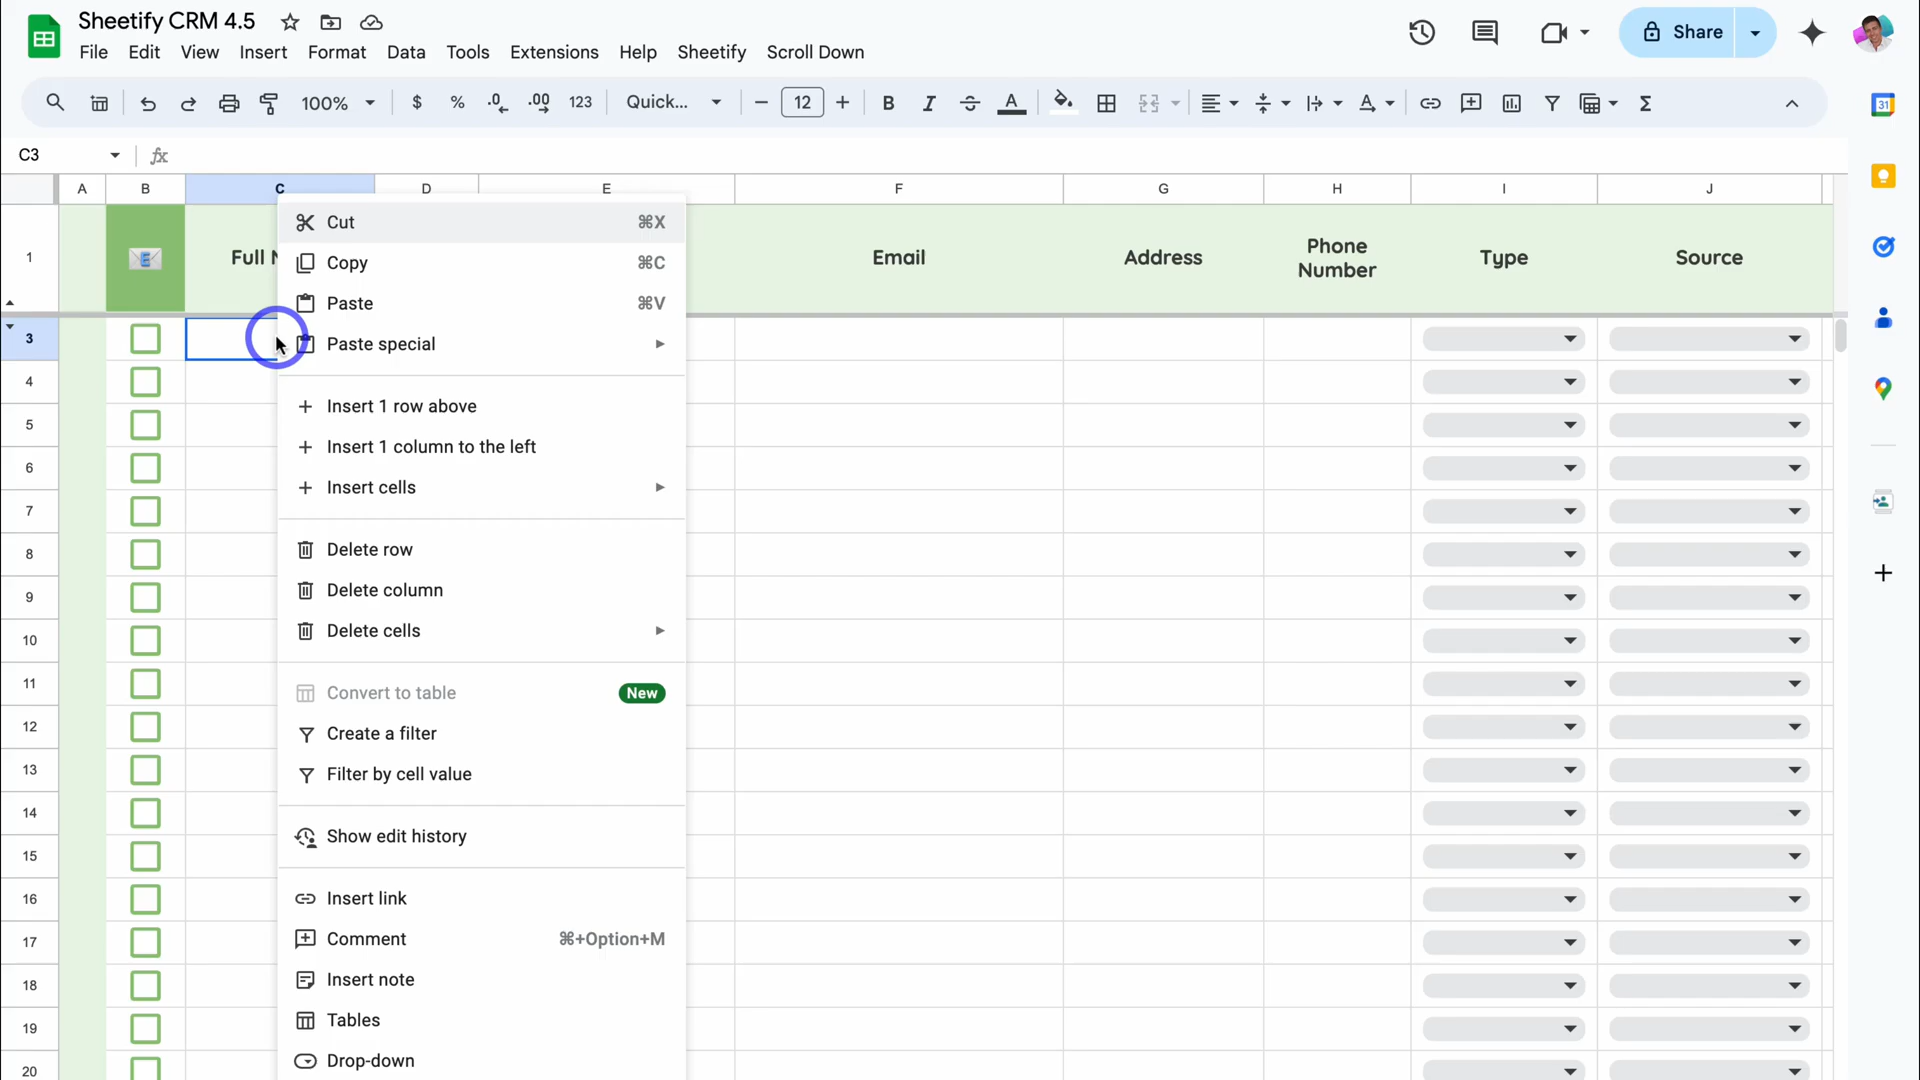 Sheetify CRM 4.5
File Edit View Insert Format Data Tools Extensions Help Sheetify Scroll Down
Share
100% $ % .0 .00 123 Quick... 12 B I A
C3
A B C D E F G H I J
1
Full N
Email
Address
Phone
Number
Type
Source
Cut ⌘X
Copy ⌘C
Paste ⌘V
Paste special
Insert 1 row above
Insert 1 column to the left
Insert cells
Delete row
Delete column
Delete cells
Convert to table New
Create a filter
Filter by cell value
Show edit history
Insert link
Comment ⌘+Option+M
Insert note
Tables
Drop-down
3
4
5
6
7
8
9
10
11
12
13
14
15
16
17
18
19
20
31